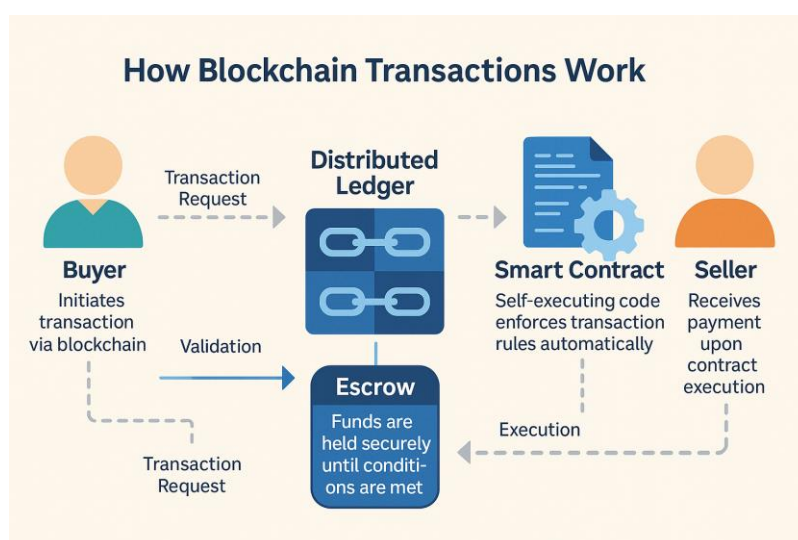 How Blockchain Transactions Work
Transaction
Request
Distributed
Ledger
Buyer
Initiates
transaction
via blockchain
Smart Contract
Self-executing code
enforces transaction
rules automatically
Seller
Receives
payment
upon
contract
execution
Validation
Escrow
Funds are
held securely
until conditi-
ons are met
Execution
Transaction
Request